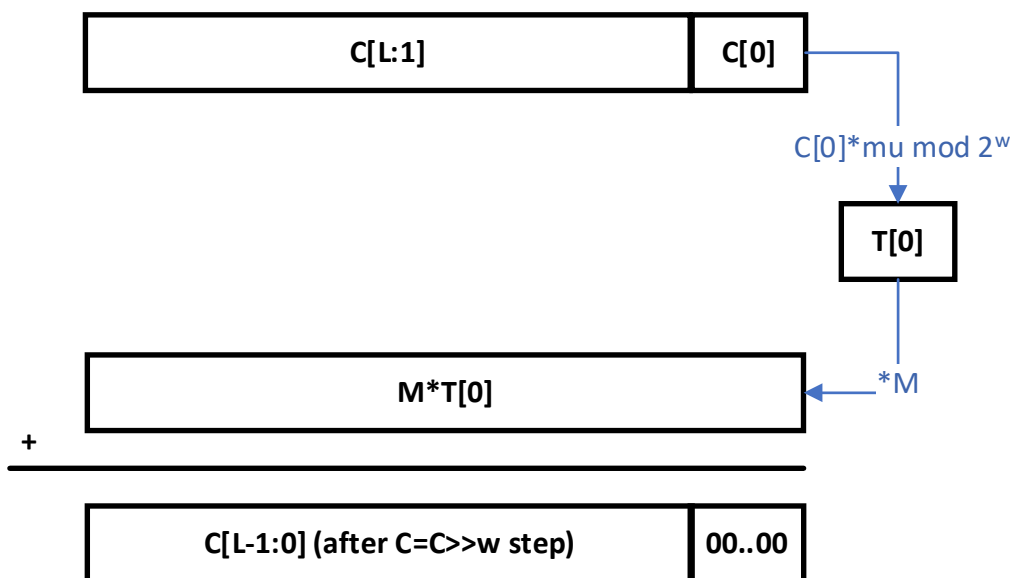 C[L:1] C[0]
C[0]*mu mod 2ʷ
T[0]
M*T[0]
*M
+
C[L-1:0] (after C=C>>w step) 00..00